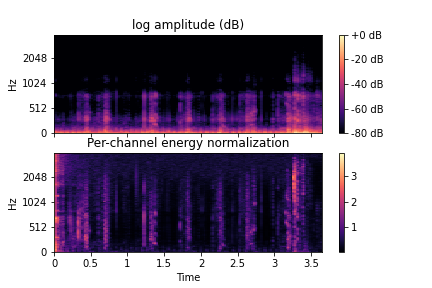 log amplitude (dB)
Hz
2048
1024
512
0
+0 dB
-20 dB
-40 dB
-60 dB
-80 dB
Per-channel energy normalization
Hz
2048
1024
512
0
3
2
1
0 0.5 1 1.5 2 2.5 3 3.5
Time